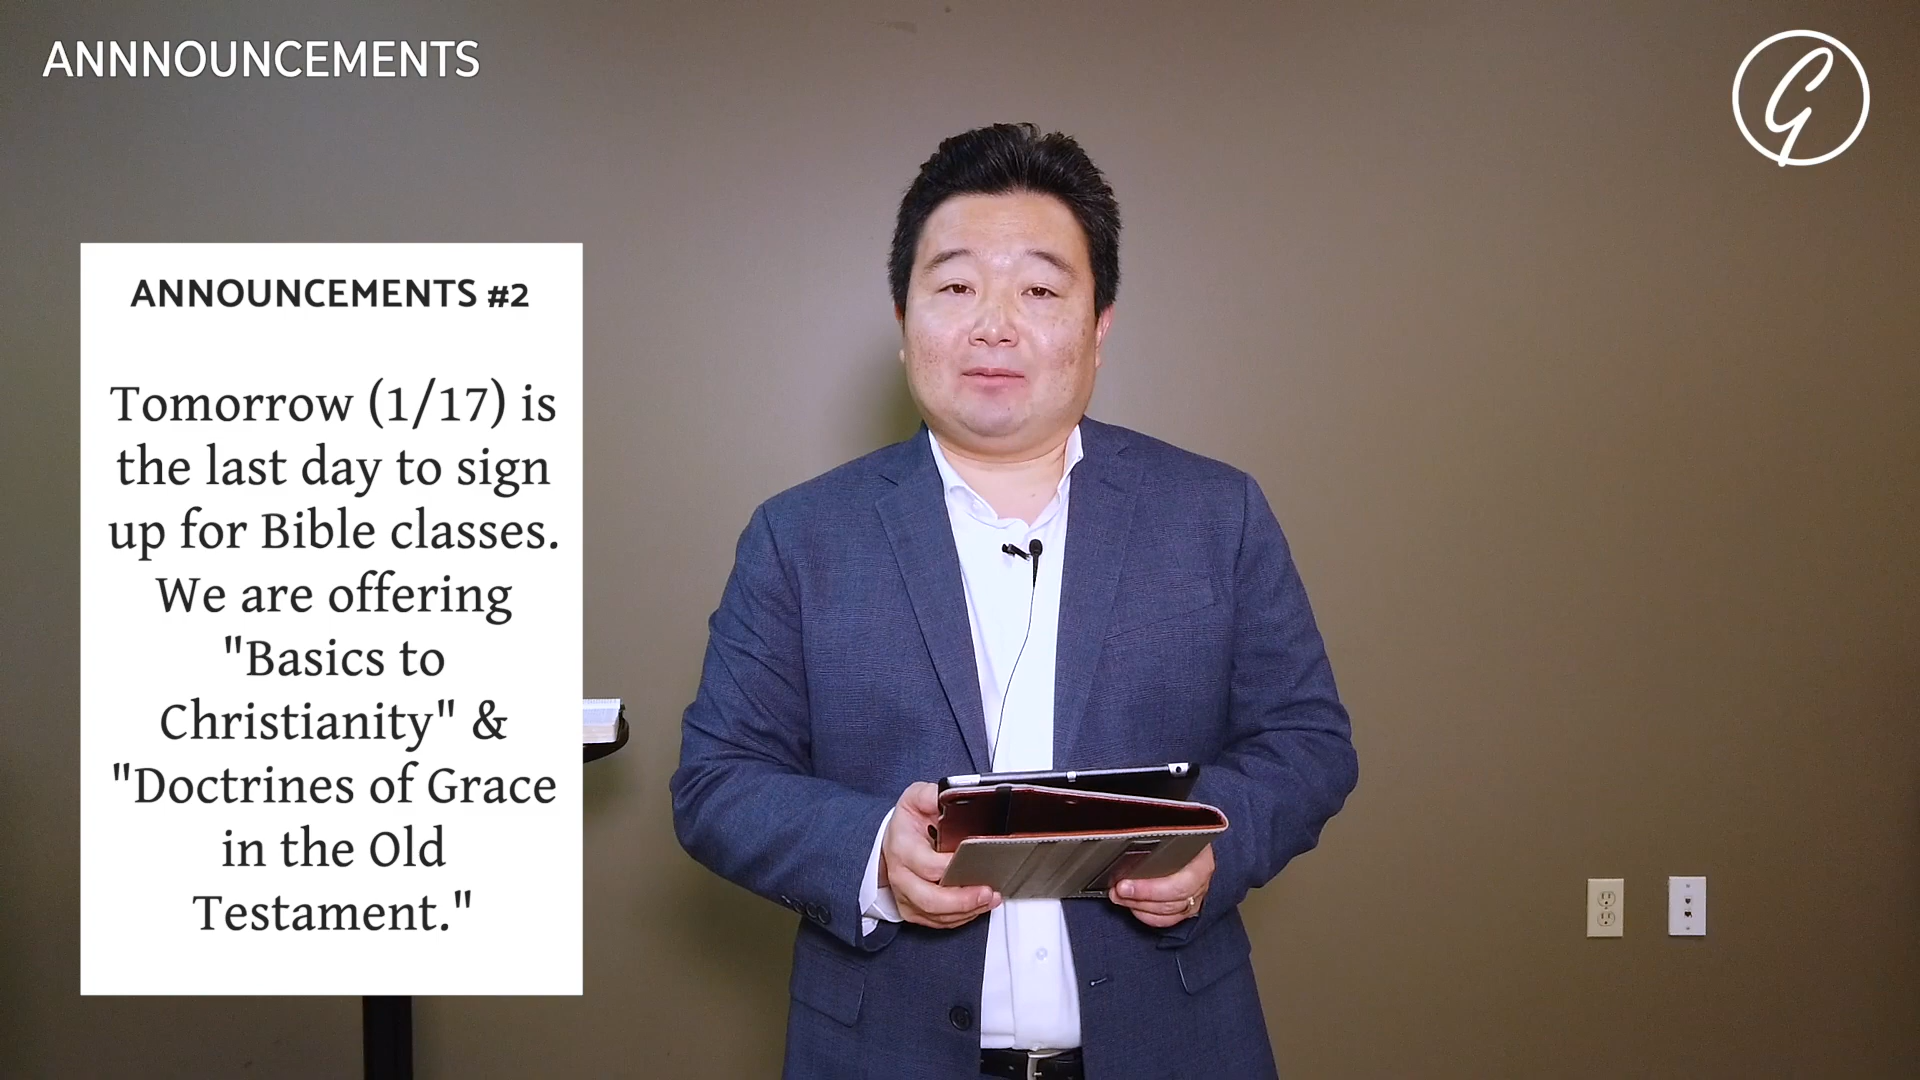 ANNNOUNCEMENTS
G
ANNOUNCEMENTS #2
Tomorrow (1/17) is
the last day to sign
up for Bible classes.
We are offering
"Basics to
Christianity" &
"Doctrines of Grace
in the Old
Testament."